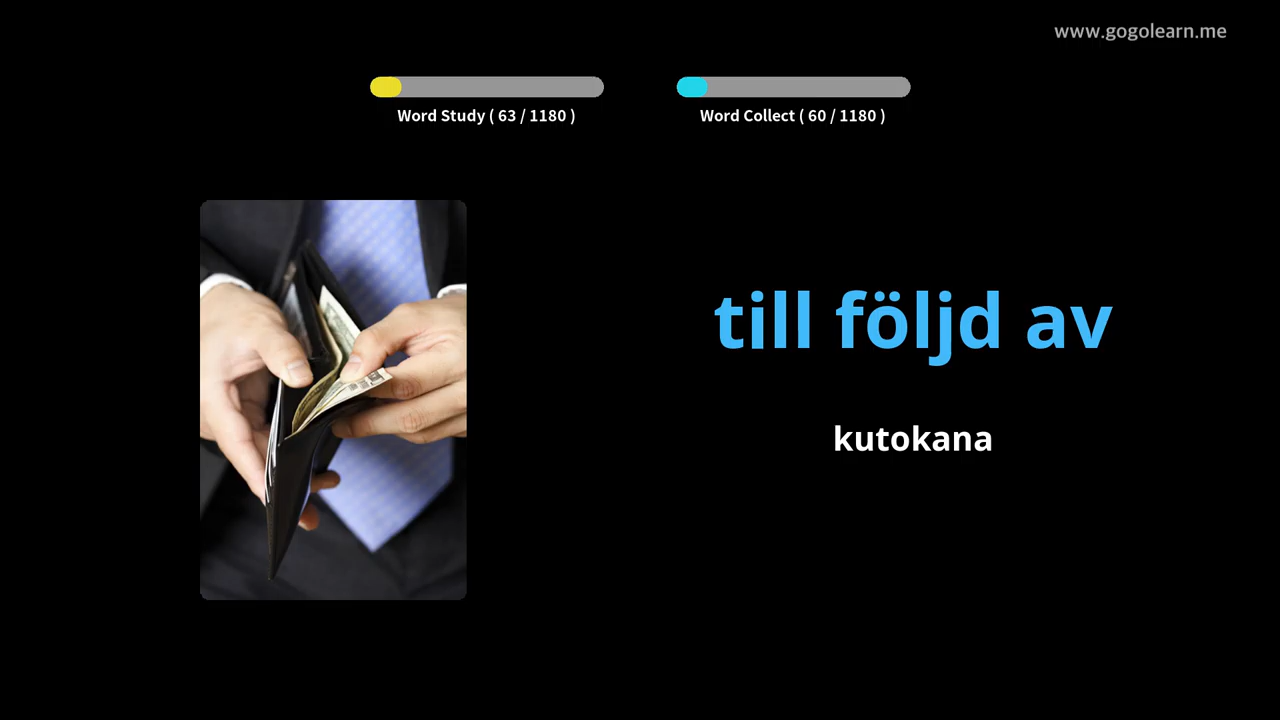 www.gogolearn.me
Word Study ( 63 / 1180 )
Word Collect ( 60 / 1180 )
till följd av
kutokana